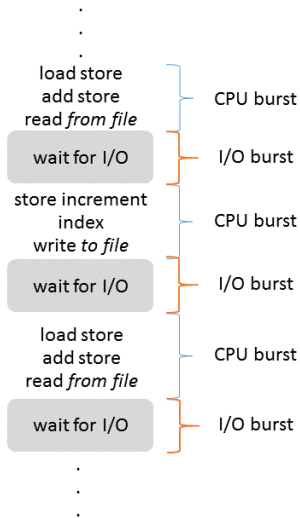 load store
add store
read from file
CPU burst
wait for I/O
I/O burst
store increment
index
write to file
CPU burst
wait for I/O
I/O burst
load store
add store
read from file
CPU burst
wait for I/O
I/O burst